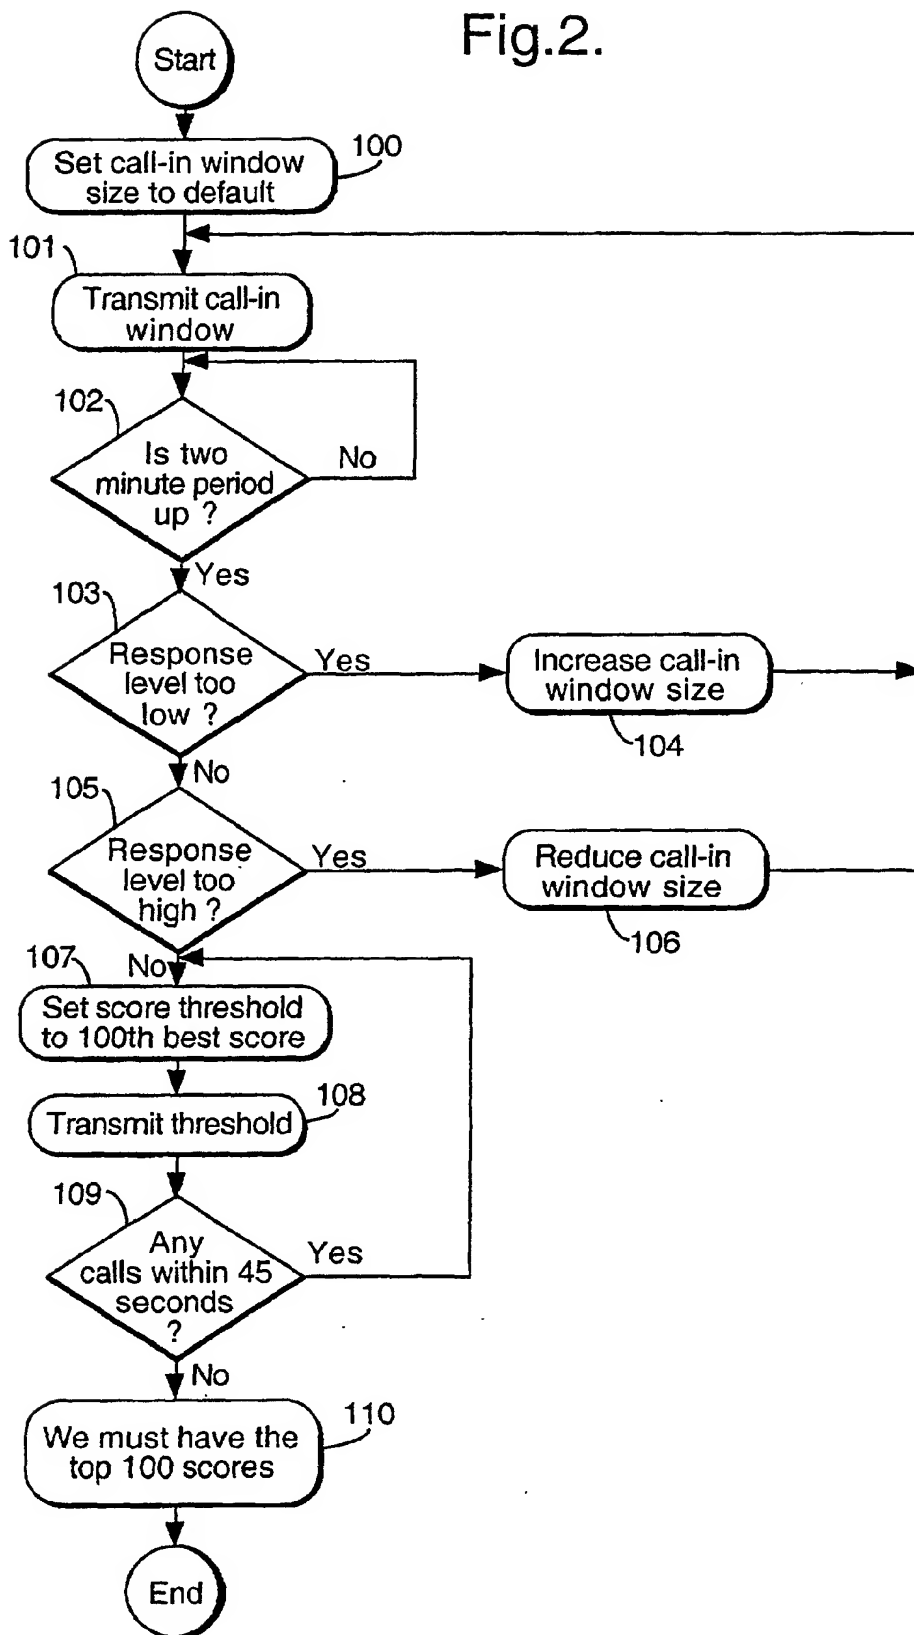 Fig.2.
Start
Set call-in window
size to default
100
101
Transmit call-in
window
102
Is two
minute period
up ?
No
Yes
103
Response
level too
low ?
Yes
Increase call-in
window size
104
No
105
Response
level too
high ?
Yes
Reduce call-in
window size
106
No
107
Set score threshold
to 100th best score
108
Transmit threshold
109
Any
calls within 45
seconds
?
Yes
No
We must have the
top 100 scores
110
End